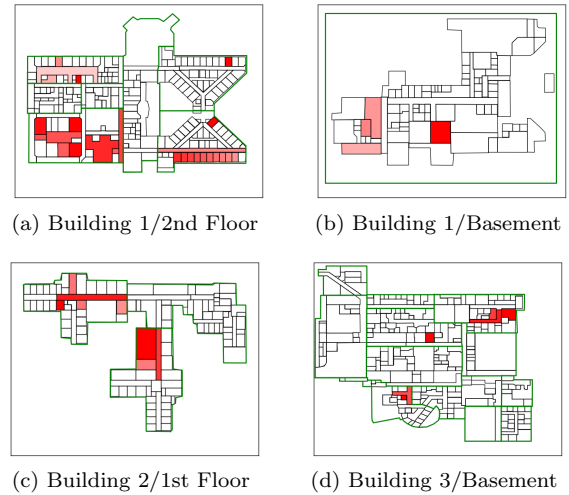 (a) Building 1/2nd Floor
(b) Building 1/Basement
(c) Building 2/1st Floor
(d) Building 3/Basement